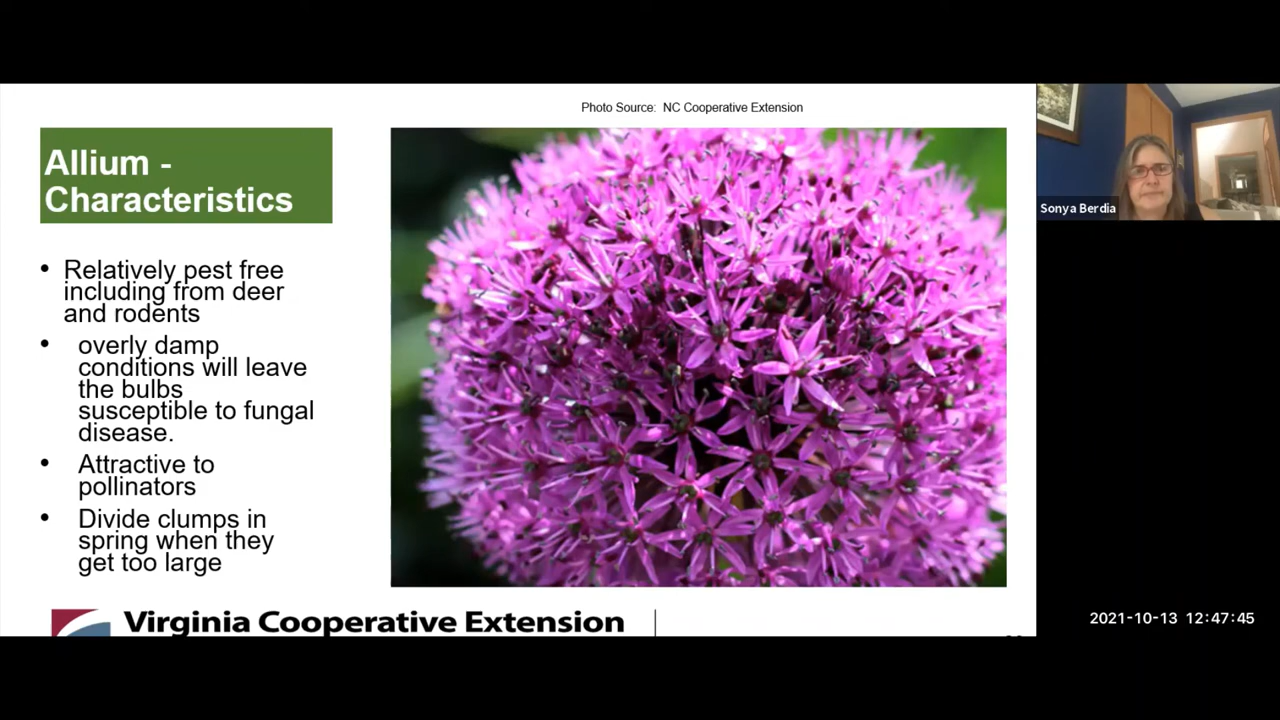 Photo Source: NC Cooperative Extension
Allium -
Characteristics
• Relatively pest free
including from deer
and rodents
• overly damp
conditions will leave
the bulbs
susceptible to fungal
disease.
• Attractive to
pollinators
• Divide clumps in
spring when they
get too large
Virginia Cooperative Extension
Sonya Berdia
2021-10-13 12:47:45